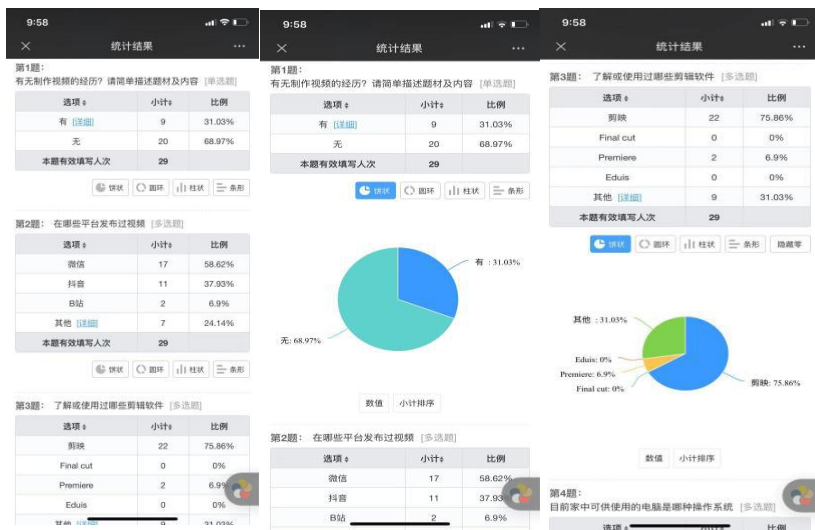 9:58
统计结果
第1题:
有无制作视频的经历? 请简单描述题材及内容 [单选题]
选项 小计 比例
有 [详细] 9 31.03%
无 20 68.97%
本题有效填写人次 29
饼状 圆环 柱状 条形
第2题: 在哪些平台发布过视频 [多选题]
选项 小计 比例
微信 17 58.62%
抖音 11 37.93%
B站 2 6.9%
其他 [详细] 7 24.14%
本题有效填写人次 29
饼状 圆环 柱状 条形
第3题: 了解或使用过哪些剪辑软件 [多选题]
选项 小计 比例
剪映 22 75.86%
Final cut 0 0%
Premiere 2 6.9%
Eduis 0 0%
其他 [详细] 9 31.03%
9:58
统计结果
第1题:
有无制作视频的经历? 请简单描述题材及内容 [单选题]
选项 小计 比例
有 [详细] 9 31.03%
无 20 68.97%
本题有效填写人次 29
饼状 圆环 柱状 条形
有 : 31.03%
无: 68.97%
数值 小计排序
第2题: 在哪些平台发布过视频 [多选题]
选项 小计 比例
微信 17 58.62%
抖音 11 37.93
B站 2 6.9%
9:58
统计结果
第3题: 了解或使用过哪些剪辑软件 [多选题]
选项 小计 比例
剪映 22 75.86%
Final cut 0 0%
Premiere 2 6.9%
Eduis 0 0%
其他 [详细] 9 31.03%
本题有效填写人次 29
饼状 圆环 柱状 条形 隐藏零
其他 : 31.03%
Eduis: 0%
Premiere: 6.9%
Final cut: 0%
剪映: 75.86%
数值 小计排序
第4题:
目前家中可供使用的电脑是哪种操作系统 [多选题]
选项 小计 比例